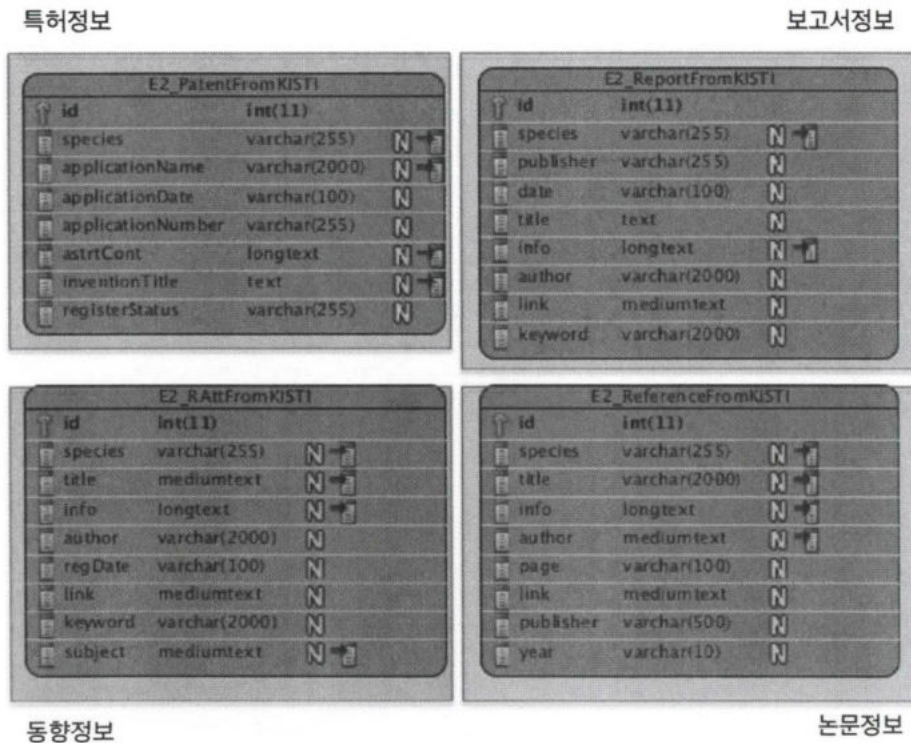 특허정보
보고서정보
E2_PatentFromKISTI
id int(11)
species varchar(255) N
applicationName varchar(2000) N
applicationDate varchar(100) N
applicationNumber varchar(255) N
astrtCont longtext N
inventionTitle text N
registerStatus varchar(255) N
E2_ReportFromKISTI
id int(11)
species varchar(255) N
publisher varchar(255) N
date varchar(100) N
title text N
info longtext N
author varchar(2000) N
link mediumtext N
keyword varchar(2000) N
E2_RAttFromKISTI
id int(11)
species varchar(255) N
title mediumtext N
info longtext N
author varchar(2000) N
regDate varchar(100) N
link mediumtext N
keyword varchar(2000) N
subject mediumtext N
E2_ReferenceFromKISTI
id int(11)
species varchar(255) N
title varchar(2000) N
info longtext N
author mediumtext N
page varchar(100) N
link mediumtext N
publisher varchar(500) N
year varchar(10) N
동향정보
논문정보